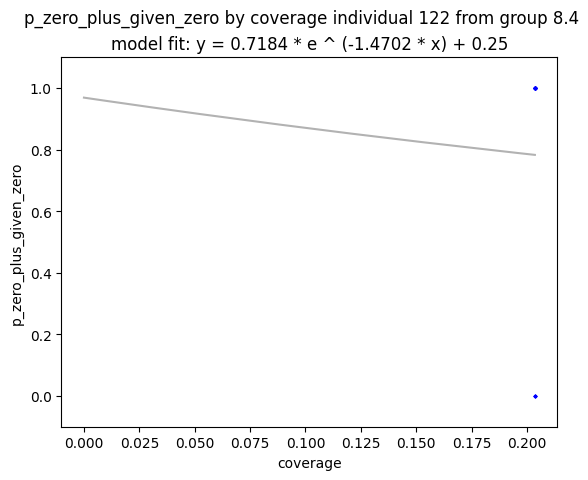 p_zero_plus_given_zero by coverage individual 122 from group 8.4
model fit: y = 0.7184 * e ^ (-1.4702 * x) + 0.25
1.0
0.8
0.6
0.4
0.2
0.0
p_zero_plus_given_zero
0.000 0.025 0.050 0.075 0.100 0.125 0.150 0.175 0.200
coverage